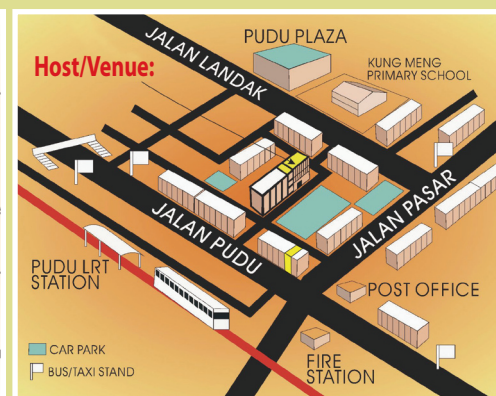 JALAN LANDAK
PUDU PLAZA
KUNG MENG
PRIMARY SCHOOL
Host/Venue:
JALAN PASAR
JALAN PUDU
PUDU LRT
STATION
POST OFFICE
FIRE
STATION
CAR PARK
BUS/TAXI STAND